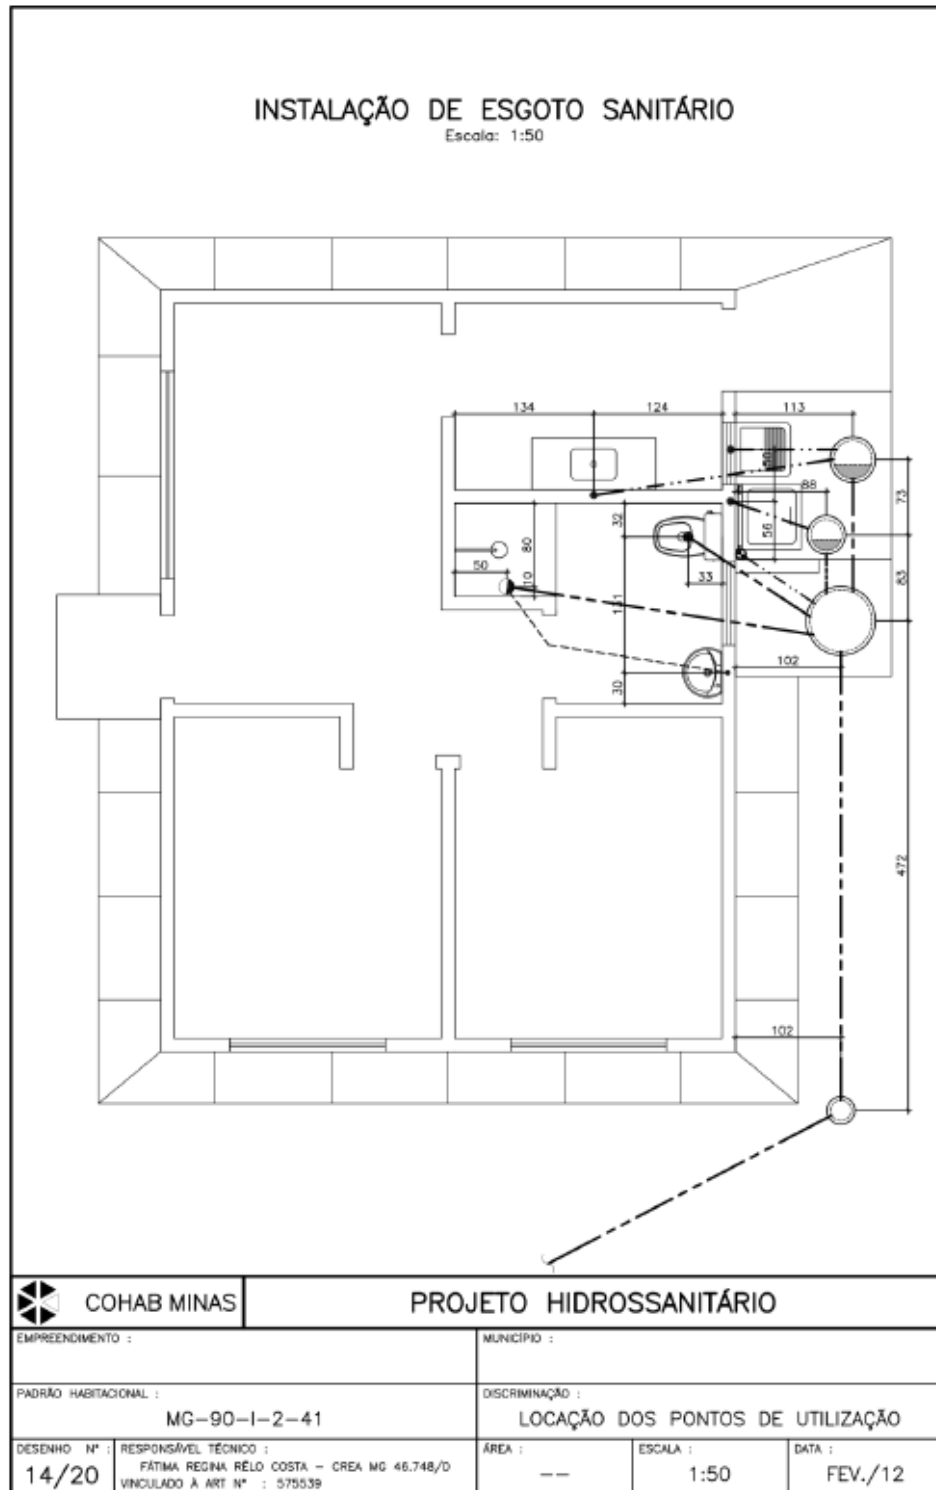 INSTALAÇÃO DE ESGOTO SANITÁRIO
Escala: 1:50
134
124
113
50
88
73
32
80
56
50
10
33
83
131
102
30
472
102
COHAB MINAS
PROJETO HIDROSSANITÁRIO
EMPREENDIMENTO :
MUNICÍPIO :
PADRÃO HABITACIONAL :
MG-90-I-2-41
DISCRIMINAÇÃO :
LOCAÇÃO DOS PONTOS DE UTILIZAÇÃO
DESENHO Nº :
14/20
RESPONSÁVEL TÉCNICO :
FÁTIMA REGINA RÊLO COSTA - CREA MG 46.748/D
VINCULADO À ART Nº : 575539
ÁREA :
--
ESCALA :
1:50
DATA :
FEV./12